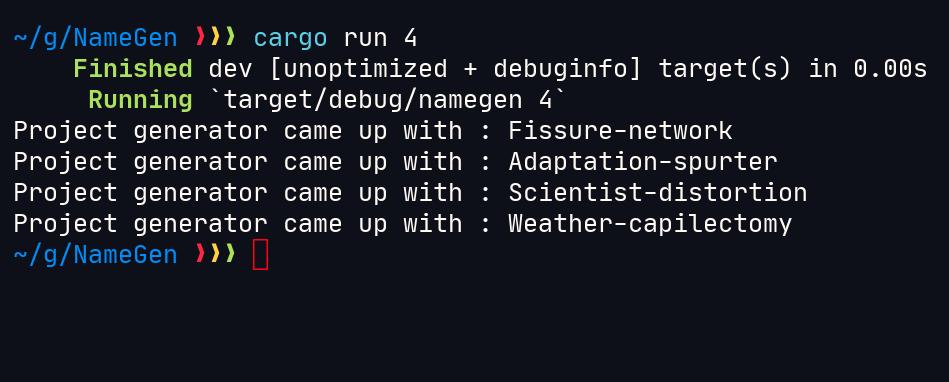 ~/g/NameGen ❯❯❯ cargo run 4
Finished dev [unoptimized + debuginfo] target(s) in 0.00s
Running `target/debug/namegen 4`
Project generator came up with : Fissure-network
Project generator came up with : Adaptation-spurter
Project generator came up with : Scientist-distortion
Project generator came up with : Weather-capilectomy
~/g/NameGen ❯❯❯